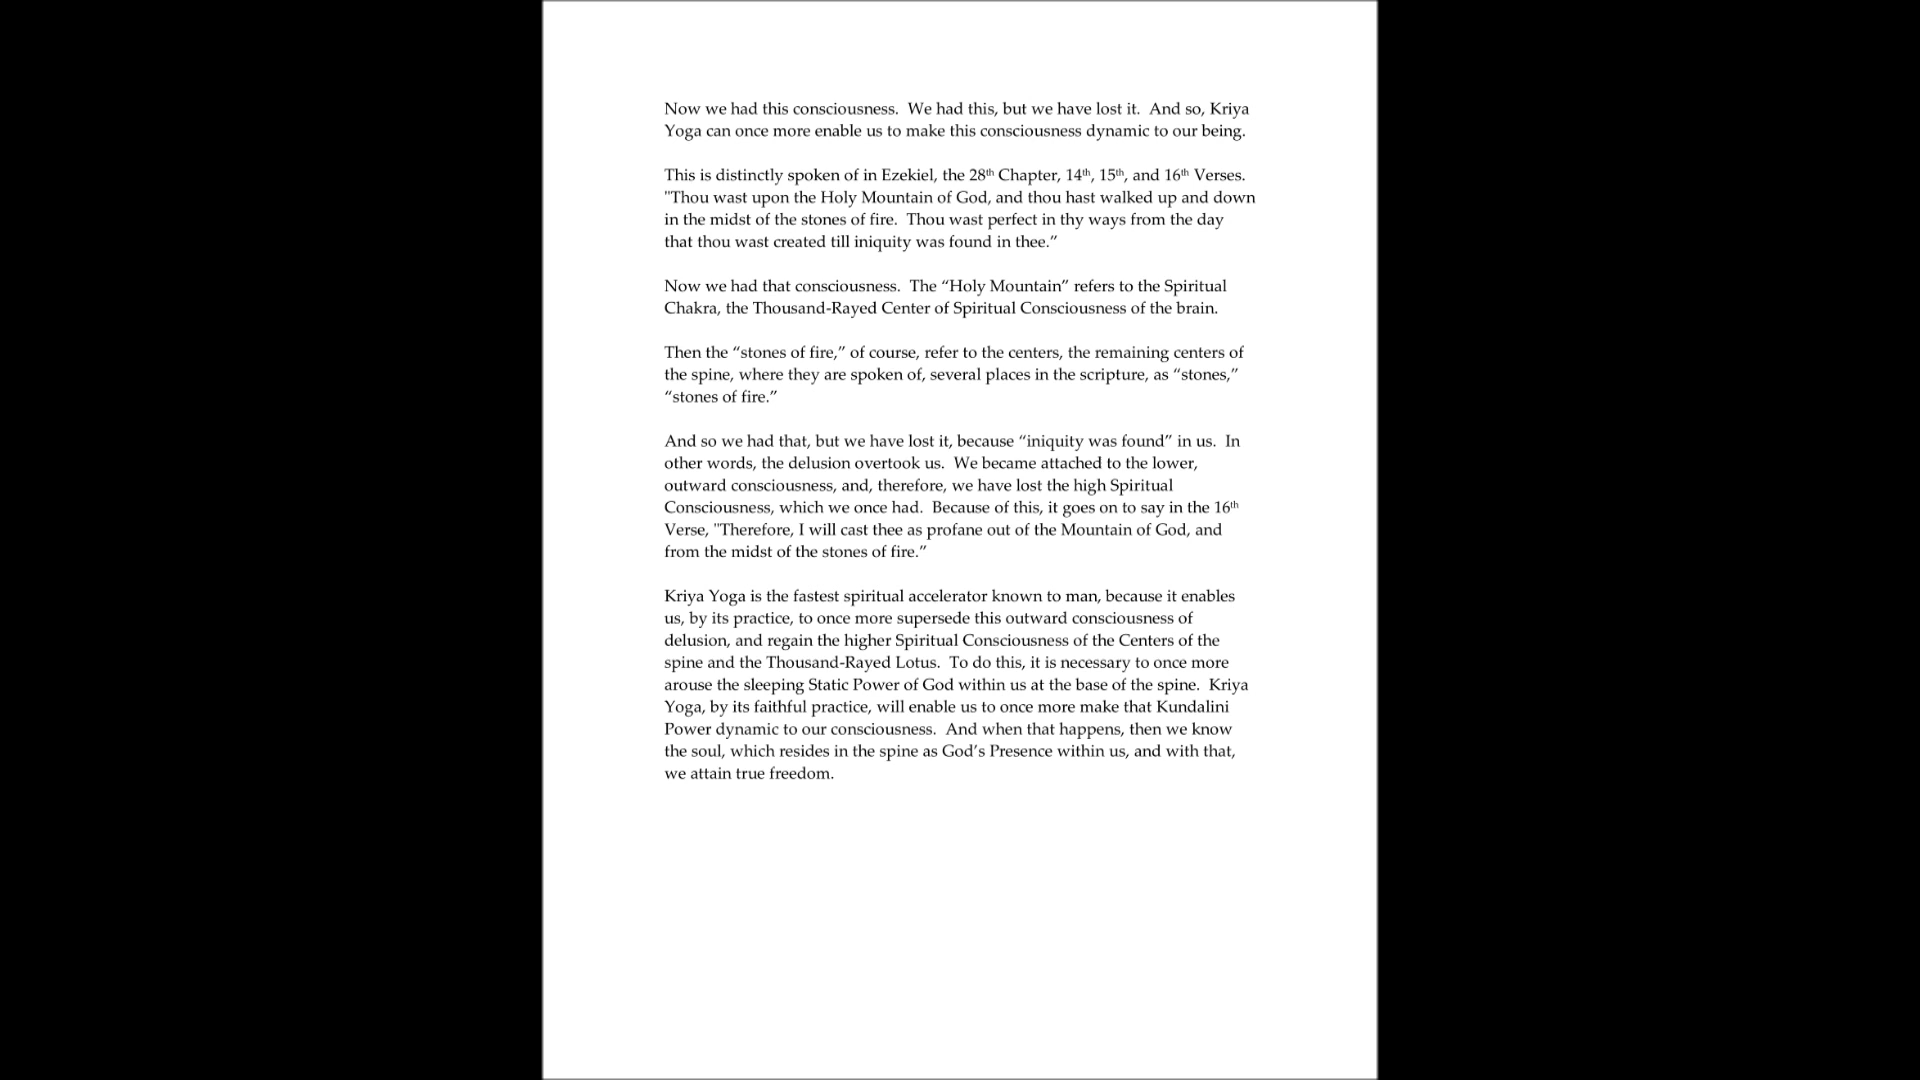 Now we had this consciousness.  We had this, but we have lost it.  And so, Kriya
Yoga can once more enable us to make this consciousness dynamic to our being.
This is distinctly spoken of in Ezekiel, the 28th Chapter, 14th, 15th, and 16th Verses.
"Thou wast upon the Holy Mountain of God, and thou hast walked up and down
in the midst of the stones of fire.  Thou wast perfect in thy ways from the day
that thou wast created till iniquity was found in thee.”
Now we had that consciousness.  The “Holy Mountain” refers to the Spiritual
Chakra, the Thousand-Rayed Center of Spiritual Consciousness of the brain.
Then the “stones of fire,” of course, refer to the centers, the remaining centers of
the spine, where they are spoken of, several places in the scripture, as “stones,”
“stones of fire.”
And so we had that, but we have lost it, because “iniquity was found” in us.  In
other words, the delusion overtook us.  We became attached to the lower,
outward consciousness, and, therefore, we have lost the high Spiritual
Consciousness, which we once had.  Because of this, it goes on to say in the 16th
Verse, "Therefore, I will cast thee as profane out of the Mountain of God, and
from the midst of the stones of fire.”
Kriya Yoga is the fastest spiritual accelerator known to man, because it enables
us, by its practice, to once more supersede this outward consciousness of
delusion, and regain the higher Spiritual Consciousness of the Centers of the
spine and the Thousand-Rayed Lotus.  To do this, it is necessary to once more
arouse the sleeping Static Power of God within us at the base of the spine.  Kriya
Yoga, by its faithful practice, will enable us to once more make that Kundalini
Power dynamic to our consciousness.  And when that happens, then we know
the soul, which resides in the spine as God’s Presence within us, and with that,
we attain true freedom.